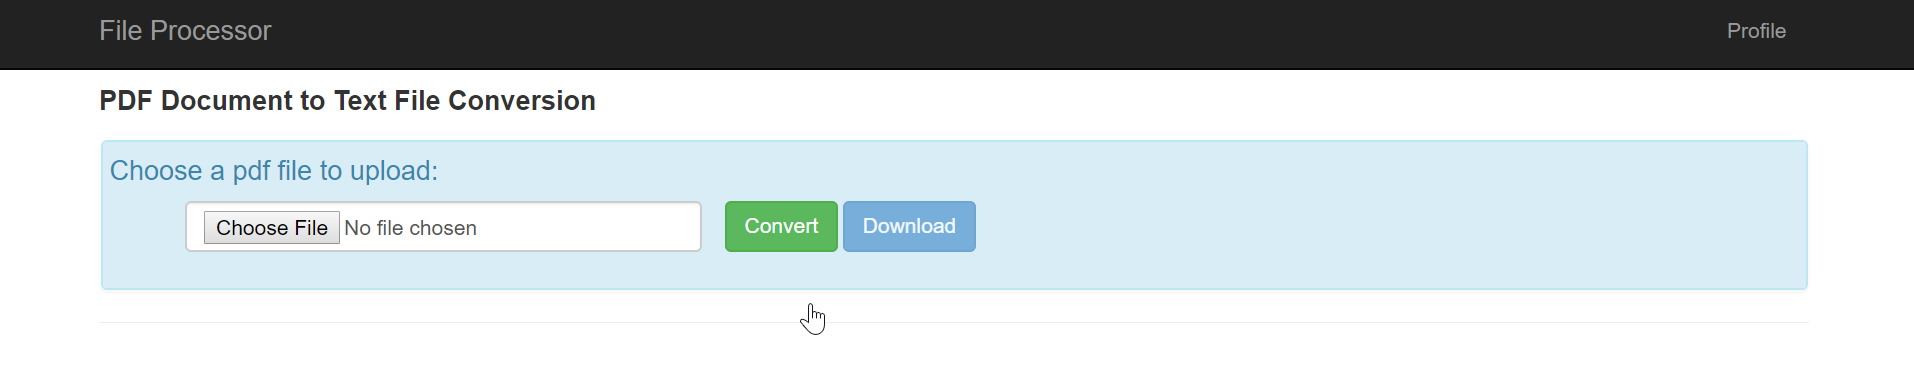 File Processor Profile
PDF Document to Text File Conversion
Choose a pdf file to upload:
Choose File No file chosen Convert Download